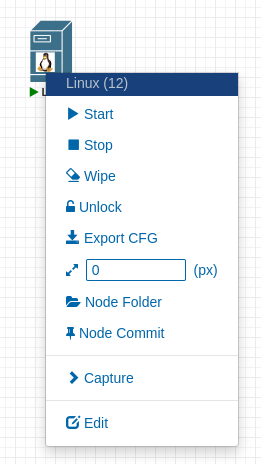 Linux (12)
Start
Stop
Wipe
Unlock
Export CFG
0 (px)
Node Folder
Node Commit
Capture
Edit